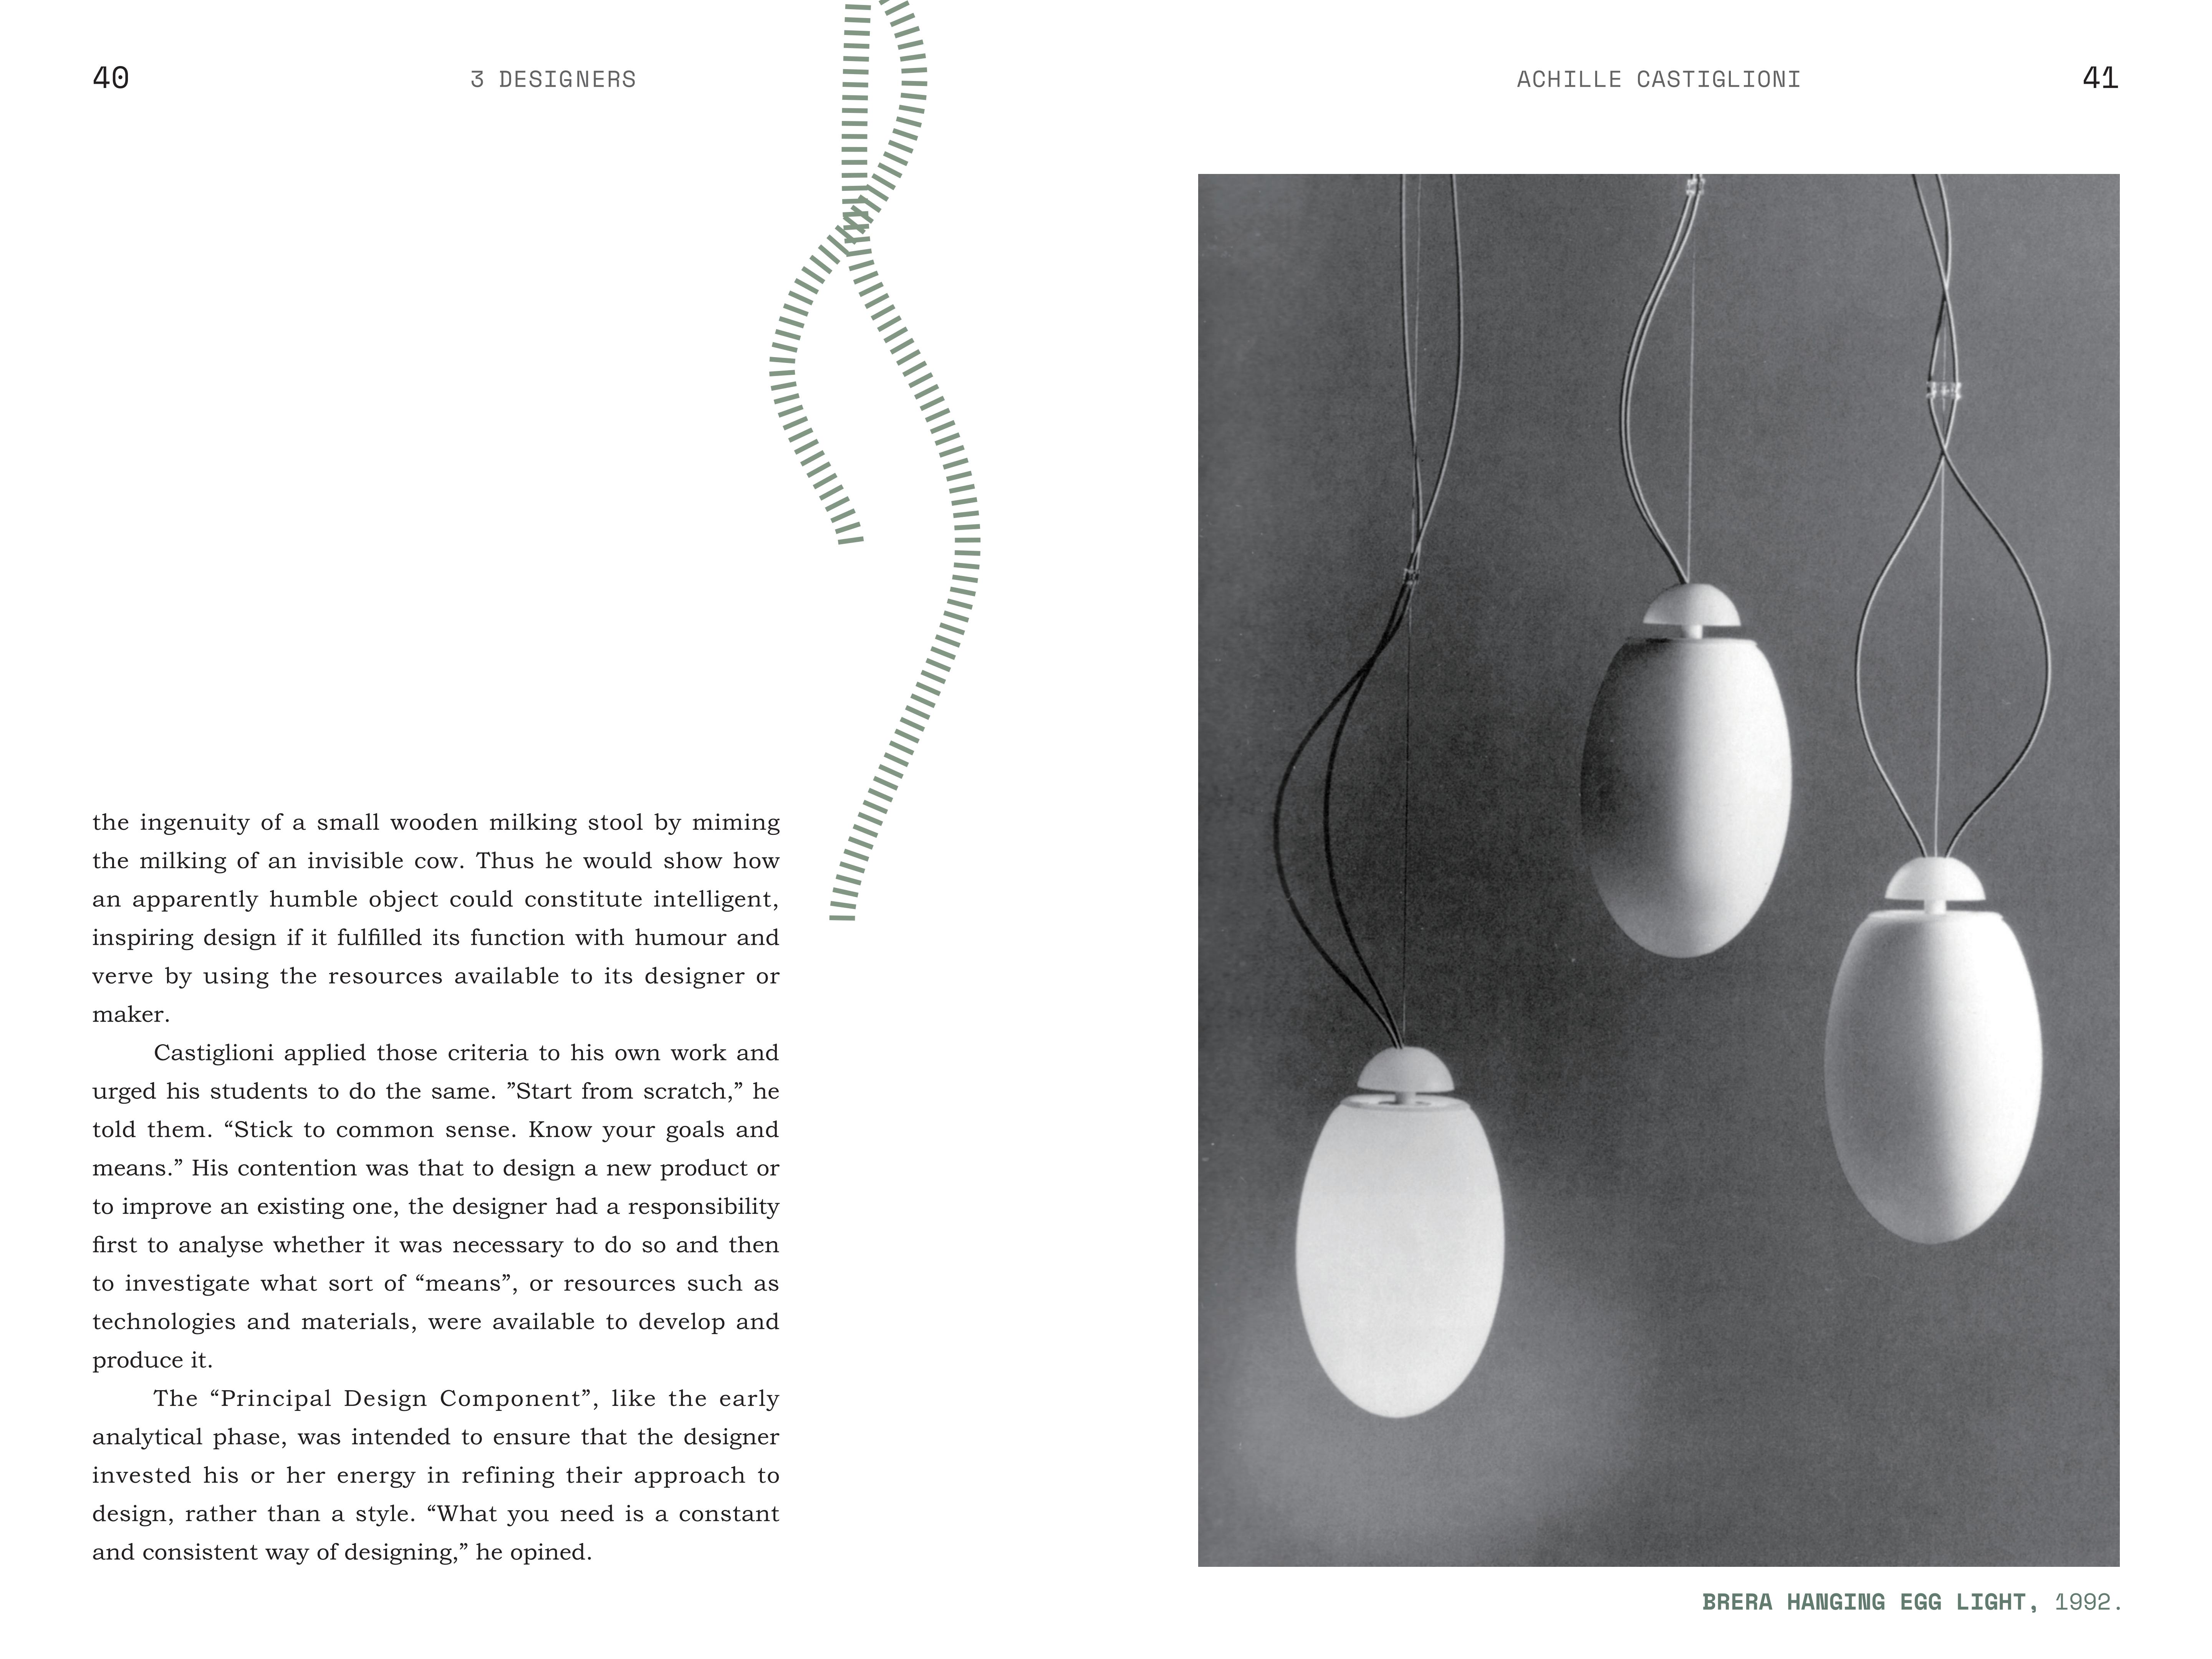 40
3 DESIGNERS
ACHILLE CASTIGLIONI
41
the ingenuity of a small wooden milking stool by miming
the milking of an invisible cow. Thus he would show how
an apparently humble object could constitute intelligent,
inspiring design if it fulfilled its function with humour and
verve by using the resources available to its designer or
maker.
Castiglioni applied those criteria to his own work and
urged his students to do the same. ”Start from scratch,” he
told them. “Stick to common sense. Know your goals and
means.” His contention was that to design a new product or
to improve an existing one, the designer had a responsibility
first to analyse whether it was necessary to do so and then
to investigate what sort of “means”, or resources such as
technologies and materials, were available to develop and
produce it.
The “Principal Design Component”, like the early
analytical phase, was intended to ensure that the designer
invested his or her energy in refining their approach to
design, rather than a style. “What you need is a constant
and consistent way of designing,” he opined.
BRERA HANGING EGG LIGHT, 1992.